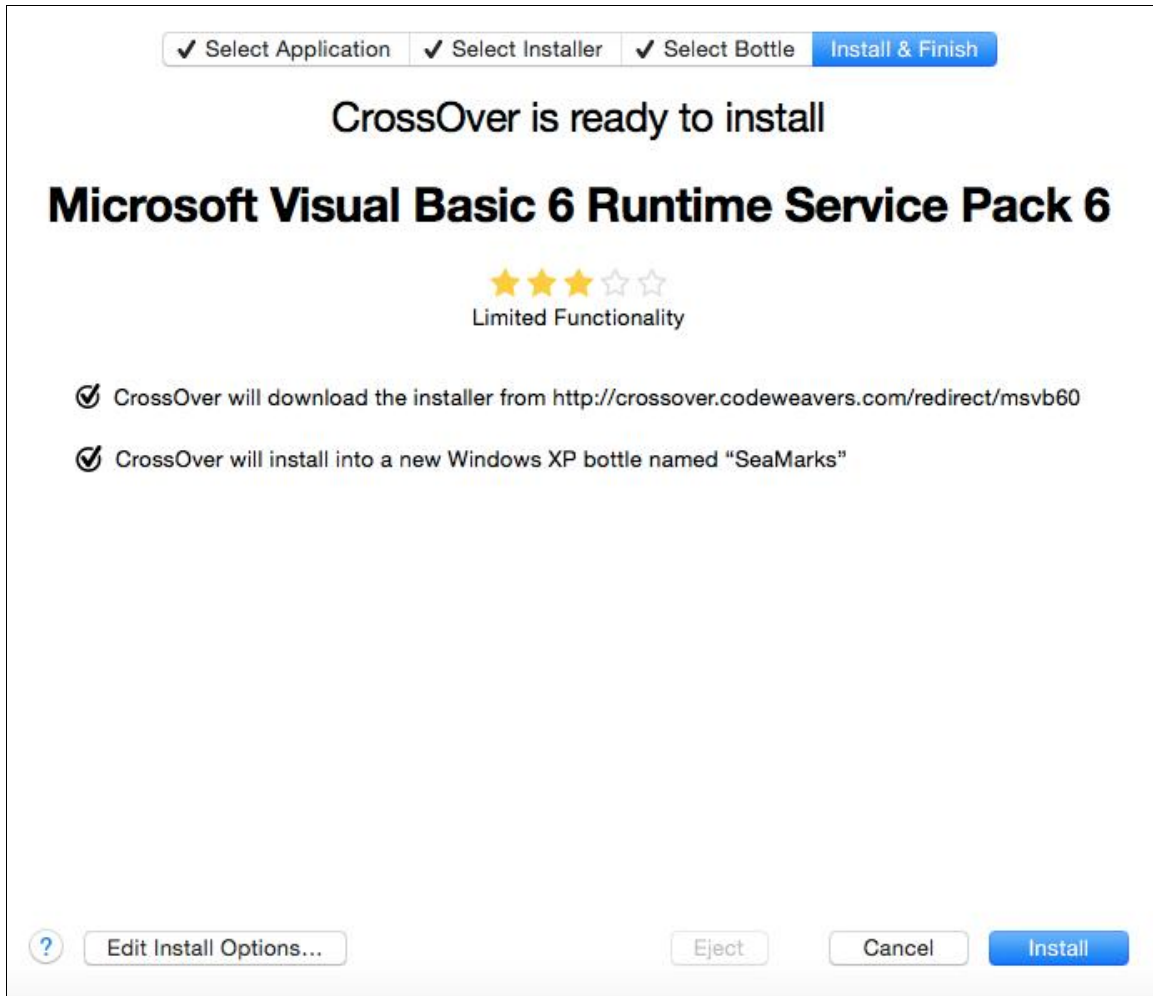 ✓ Select Application ✓ Select Installer ✓ Select Bottle Install & Finish
CrossOver is ready to install
Microsoft Visual Basic 6 Runtime Service Pack 6
Limited Functionality
CrossOver will download the installer from http://crossover.codeweavers.com/redirect/msvb60
CrossOver will install into a new Windows XP bottle named “SeaMarks”
? Edit Install Options... Eject Cancel Install